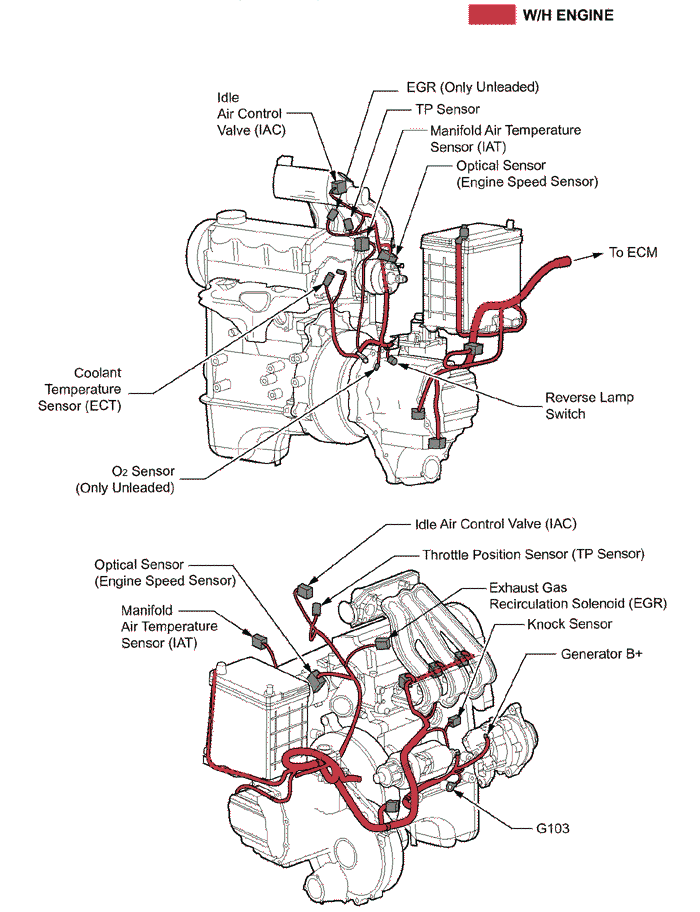 W/H ENGINE
EGR (Only Unleaded)
Idle
Air Control
Valve (IAC)
TP Sensor
Manifold Air Temperature
Sensor (IAT)
Optical Sensor
(Engine Speed Sensor)
To ECM
Coolant
Temperature
Sensor (ECT)
Reverse Lamp
Switch
O2 Sensor
(Only Unleaded)
Idle Air Control Valve (IAC)
Throttle Position Sensor (TP Sensor)
Optical Sensor
(Engine Speed Sensor)
Exhaust Gas
Recirculation Solenoid (EGR)
Manifold
Air Temperature
Sensor (IAT)
Knock Sensor
Generator B+
G103